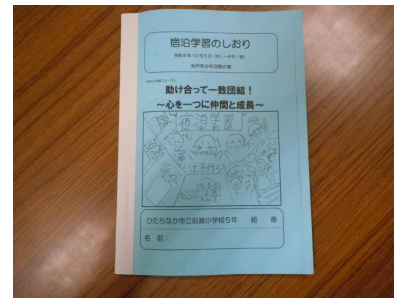 宿泊学習のしおり
助け合って一致団結！
～心を一つに仲間と成長～
宿泊学習
ひたちなか市立前渡小学校5年　組　番
名前：